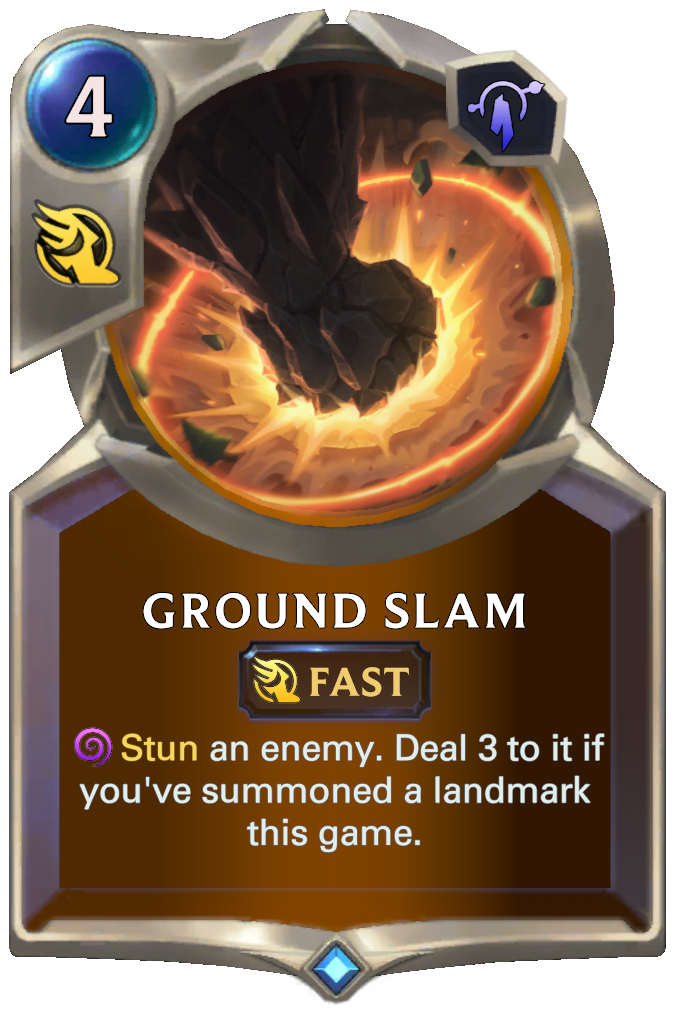 4
GROUND SLAM
FAST
Stun an enemy. Deal 3 to it if
you've summoned a landmark
this game.